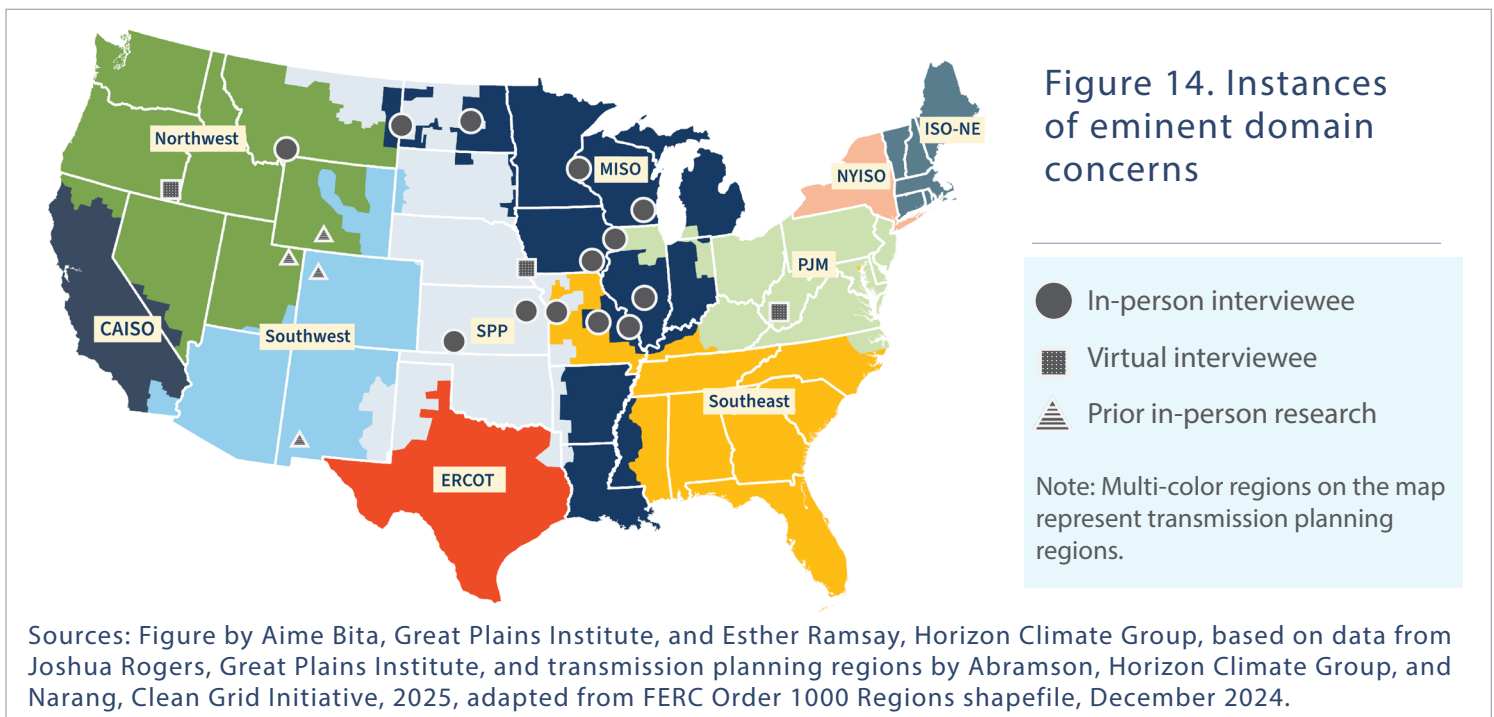 Figure 14. Instances
of eminent domain
concerns
Northwest
MISO
ISO-NE
NYISO
PJM
CAISO
Southwest
SPP
Southeast
ERCOT
In-person interviewee
Virtual interviewee
Prior in-person research
Note: Multi-color regions on the map
represent transmission planning
regions.
Sources: Figure by Aime Bita, Great Plains Institute, and Esther Ramsay, Horizon Climate Group, based on data from
Joshua Rogers, Great Plains Institute, and transmission planning regions by Abramson, Horizon Climate Group, and
Narang, Clean Grid Initiative, 2025, adapted from FERC Order 1000 Regions shapefile, December 2024.